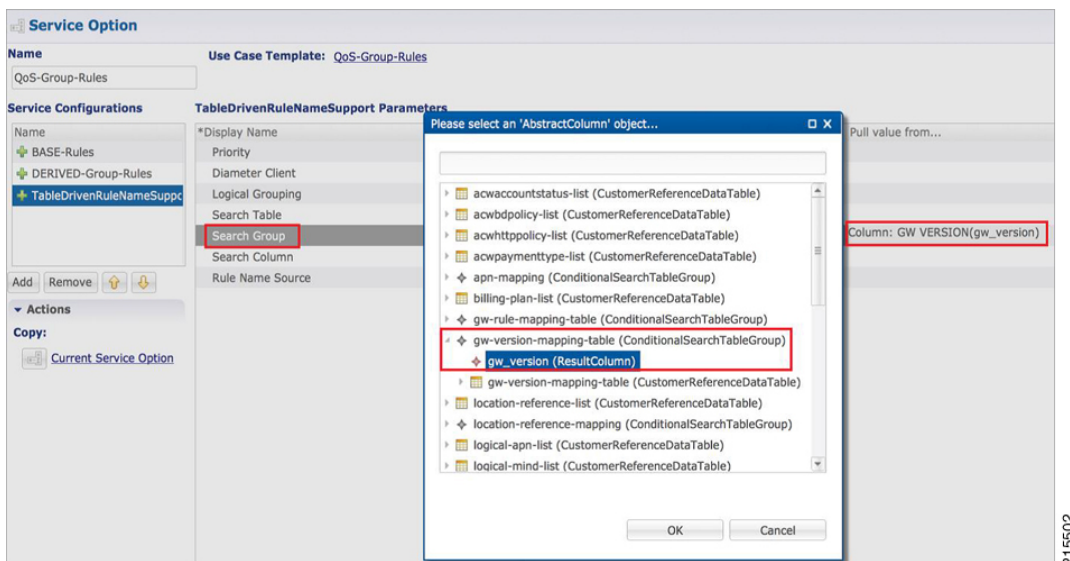 Service Option
Name
Use Case Template: QoS-Group-Rules
QoS-Group-Rules
Service Configurations
TableDrivenRuleNameSupport Parameters
Name
BASE-Rules
DERIVED-Group-Rules
TableDrivenRuleNameSuppo
Add Remove
Actions
Copy:
Current Service Option
*Display Name
Priority
Diameter Client
Logical Grouping
Search Table
Search Group
Search Column
Rule Name Source
Pull value from...
Column: GW VERSION(gw_version)
Please select an 'AbstractColumn' object...
acwaccountstatus-list (CustomerReferenceDataTable)
acwbdpolicy-list (CustomerReferenceDataTable)
acwhttppolicy-list (CustomerReferenceDataTable)
acwpaymenttype-list (CustomerReferenceDataTable)
apn-mapping (ConditionalSearchTableGroup)
billing-plan-list (CustomerReferenceDataTable)
gw-rule-mapping-table (ConditionalSearchTableGroup)
gw-version-mapping-table (ConditionalSearchTableGroup)
gw_version (ResultColumn)
gw-version-mapping-table (CustomerReferenceDataTable)
location-reference-list (CustomerReferenceDataTable)
location-reference-mapping (ConditionalSearchTableGroup)
logical-apn-list (CustomerReferenceDataTable)
logical-mind-list (CustomerReferenceDataTable)
OK Cancel